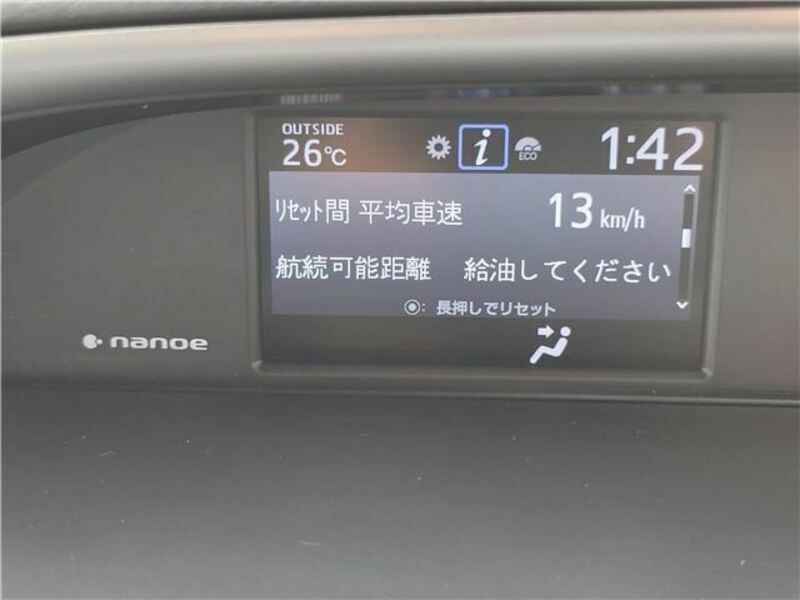 OUTSIDE
26℃
i
ECO
1:42
ﾘｾｯﾄ間 平均車速 13 km/h
航続可能距離 給油してください
◉: 長押しでリセット
nanoe